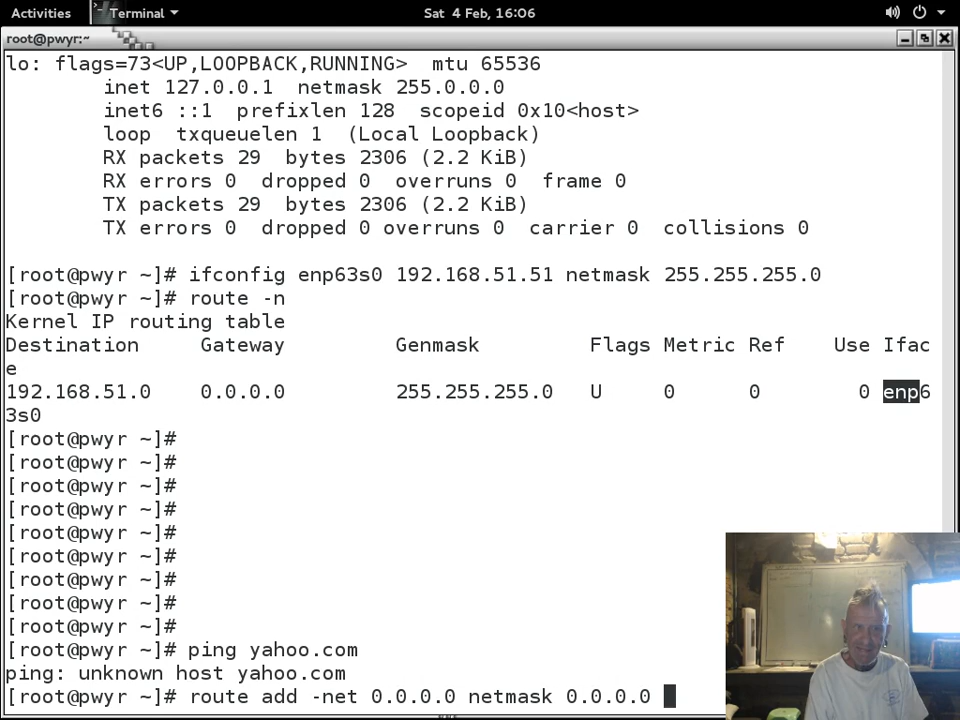 Activities Terminal Sat 4 Feb, 16:06
root@pwyr:~
lo: flags=73<UP,LOOPBACK,RUNNING> mtu 65536
inet 127.0.0.1 netmask 255.0.0.0
inet6 ::1 prefixlen 128 scopeid 0x10<host>
loop txqueuelen 1 (Local Loopback)
RX packets 29 bytes 2306 (2.2 KiB)
RX errors 0 dropped 0 overruns 0 frame 0
TX packets 29 bytes 2306 (2.2 KiB)
TX errors 0 dropped 0 overruns 0 carrier 0 collisions 0
[root@pwyr ~]# ifconfig enp63s0 192.168.51.51 netmask 255.255.255.0
[root@pwyr ~]# route -n
Kernel IP routing table
Destination Gateway Genmask Flags Metric Ref Use Ifac
e
192.168.51.0 0.0.0.0 255.255.255.0 U 0 0 0 enp6
3s0
[root@pwyr ~]#
[root@pwyr ~]#
[root@pwyr ~]#
[root@pwyr ~]#
[root@pwyr ~]#
[root@pwyr ~]#
[root@pwyr ~]#
[root@pwyr ~]#
[root@pwyr ~]#
[root@pwyr ~]# ping yahoo.com
ping: unknown host yahoo.com
[root@pwyr ~]# route add -net 0.0.0.0 netmask 0.0.0.0